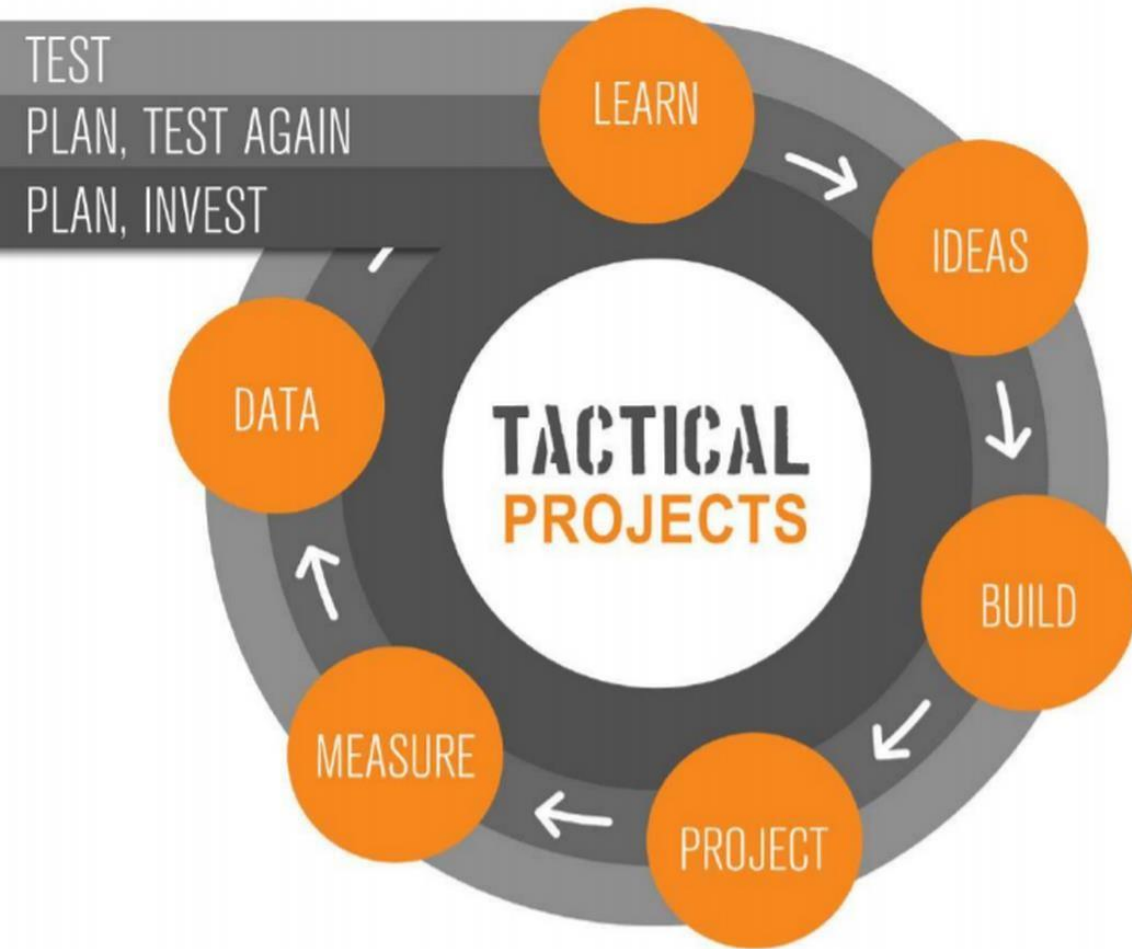 TEST
PLAN, TEST AGAIN
PLAN, INVEST
LEARN
IDEAS
BUILD
PROJECT
MEASURE
DATA
TACTICAL
PROJECTS